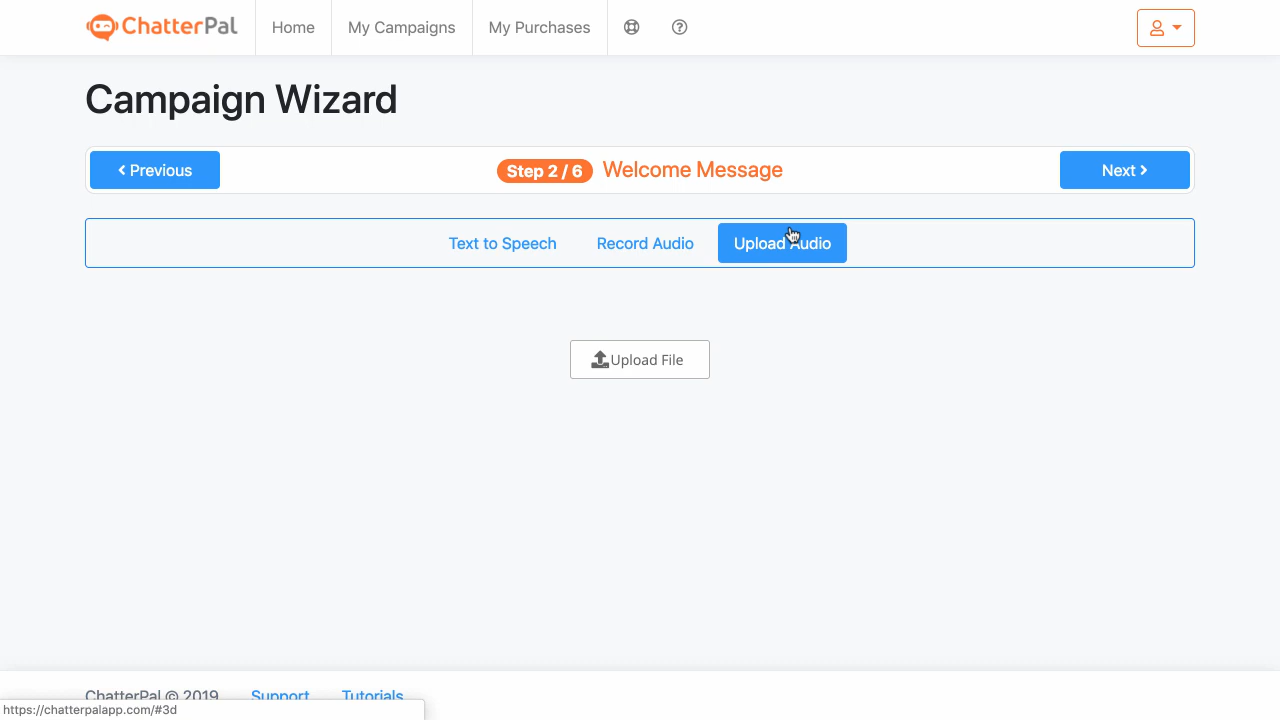 ChatterPal Home My Campaigns My Purchases
Campaign Wizard
Previous Step 2 / 6 Welcome Message Next
Text to Speech Record Audio Upload Audio
Upload File
ChatterPal © 2019 Support Tutorials
https://chatterpalapp.com/#3d